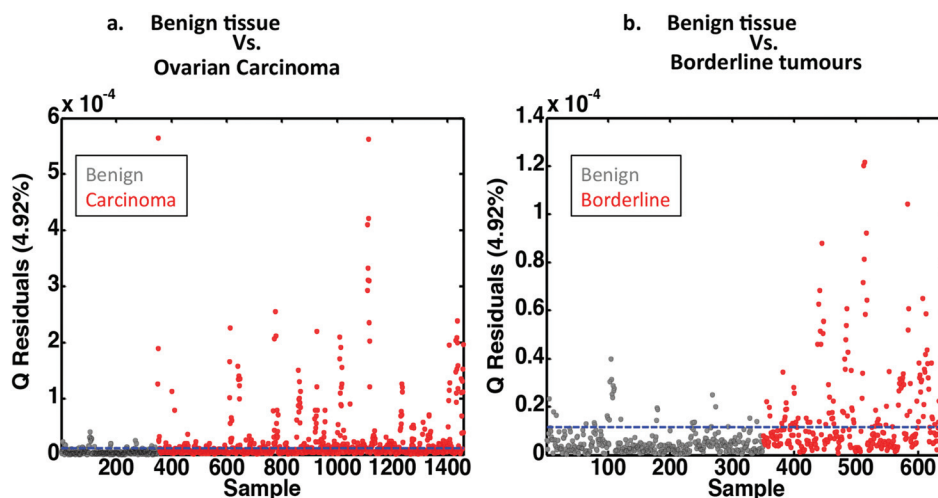 a. Benign tissue
Vs.
Ovarian Carcinoma
x 10⁻⁴
6
5
4
3
2
1
0
Q Residuals (4.92%)
Benign
Carcinoma
200 400 600 800 1000 1200 1400
Sample
b. Benign tissue
Vs.
Borderline tumours
x 10⁻⁴
1.4
1.2
1
0.8
0.6
0.4
0.2
0
Q Residuals (4.92%)
Benign
Borderline
100 200 300 400 500 600
Sample